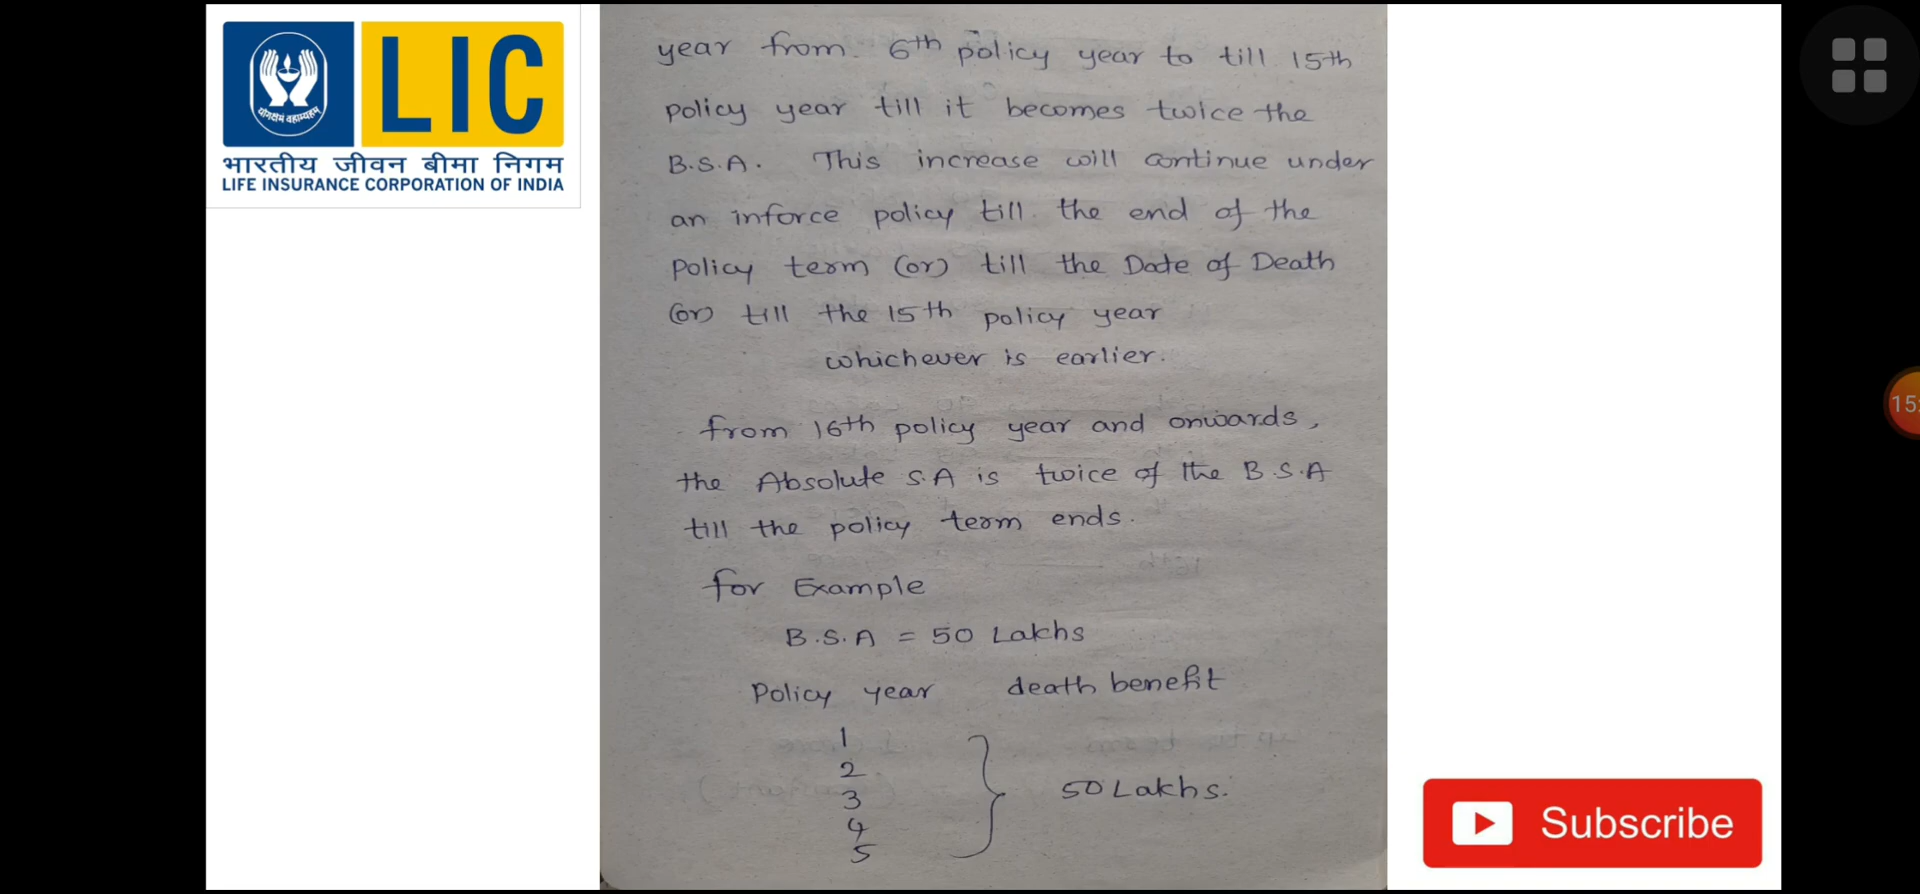 LIC
योगक्षेमं वहाम्यहम्
भारतीय जीवन बीमा निगम
LIFE INSURANCE CORPORATION OF INDIA
year from 6th policy year to till 15th
policy year till it becomes twice the
B.S.A. This increase will continue under
an inforce policy till the end of the
Policy term (or) till the Date of Death
(or) till the 15th policy year
whichever is earlier.
from 16th policy year and onwards,
the Absolute S.A is twice of the B.S.A
till the policy term ends.
for Example
B.S.A = 50 Lakhs
Policy year death benefit
1
2
3
4
5
50 Lakhs.
Subscribe
15: